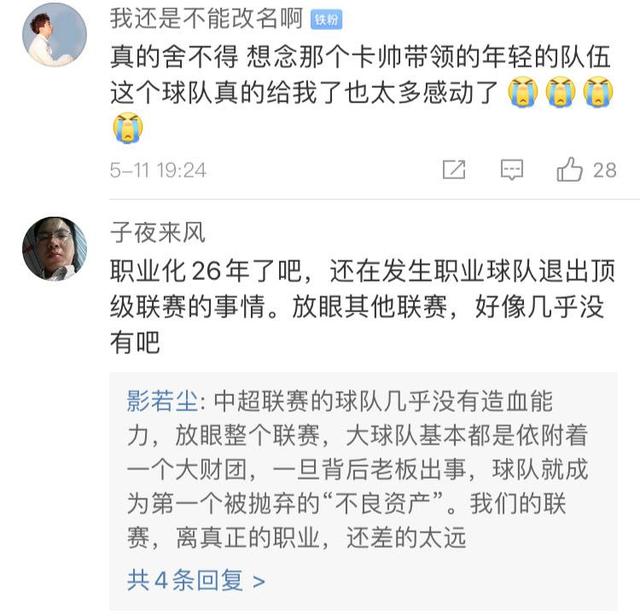 我还是不能改名啊 铁粉
真的舍不得 想念那个卡帅带领的年轻的队伍
这个球队真的给我了也太多感动了
5-11 19:24 28
子夜来风
职业化26年了吧，还在发生职业球队退出顶
级联赛的事情。放眼其他联赛，好像几乎没
有吧
影若尘: 中超联赛的球队几乎没有造血能
力，放眼整个联赛，大球队基本都是依附着
一个大财团，一旦背后老板出事，球队就成
为第一个被抛弃的“不良资产”。我们的联
赛，离真正的职业，还差的太远
共4条回复 >